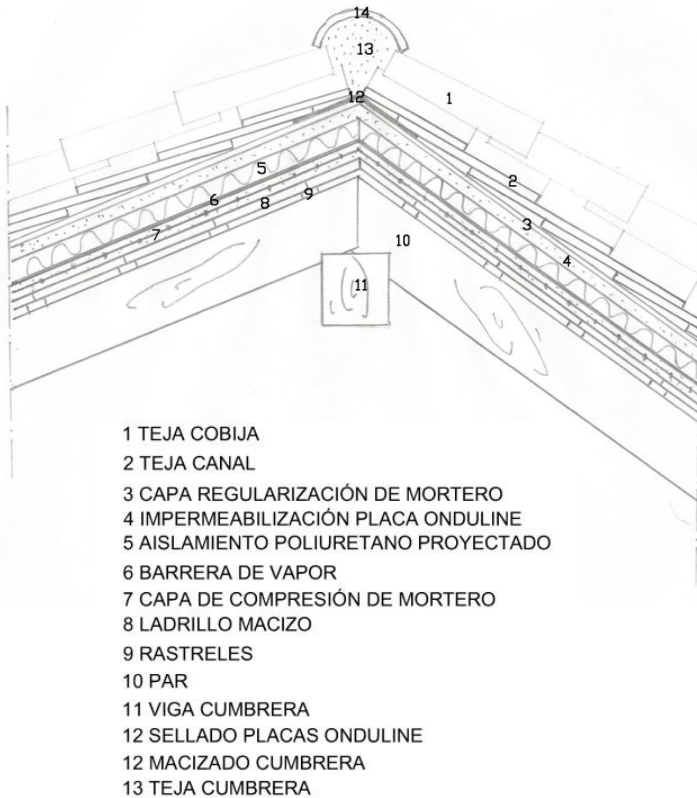 14
13
12
1
5
2
6
9
8
3
7
10
4
11
1 TEJA COBIJA
2 TEJA CANAL
3 CAPA REGULARIZACIÓN DE MORTERO
4 IMPERMEABILIZACIÓN PLACA ONDULINE
5 AISLAMIENTO POLIURETANO PROYECTADO
6 BARRERA DE VAPOR
7 CAPA DE COMPRESIÓN DE MORTERO
8 LADRILLO MACIZO
9 RASTRELES
10 PAR
11 VIGA CUMBRERA
12 SELLADO PLACAS ONDULINE
12 MACIZADO CUMBRERA
13 TEJA CUMBRERA